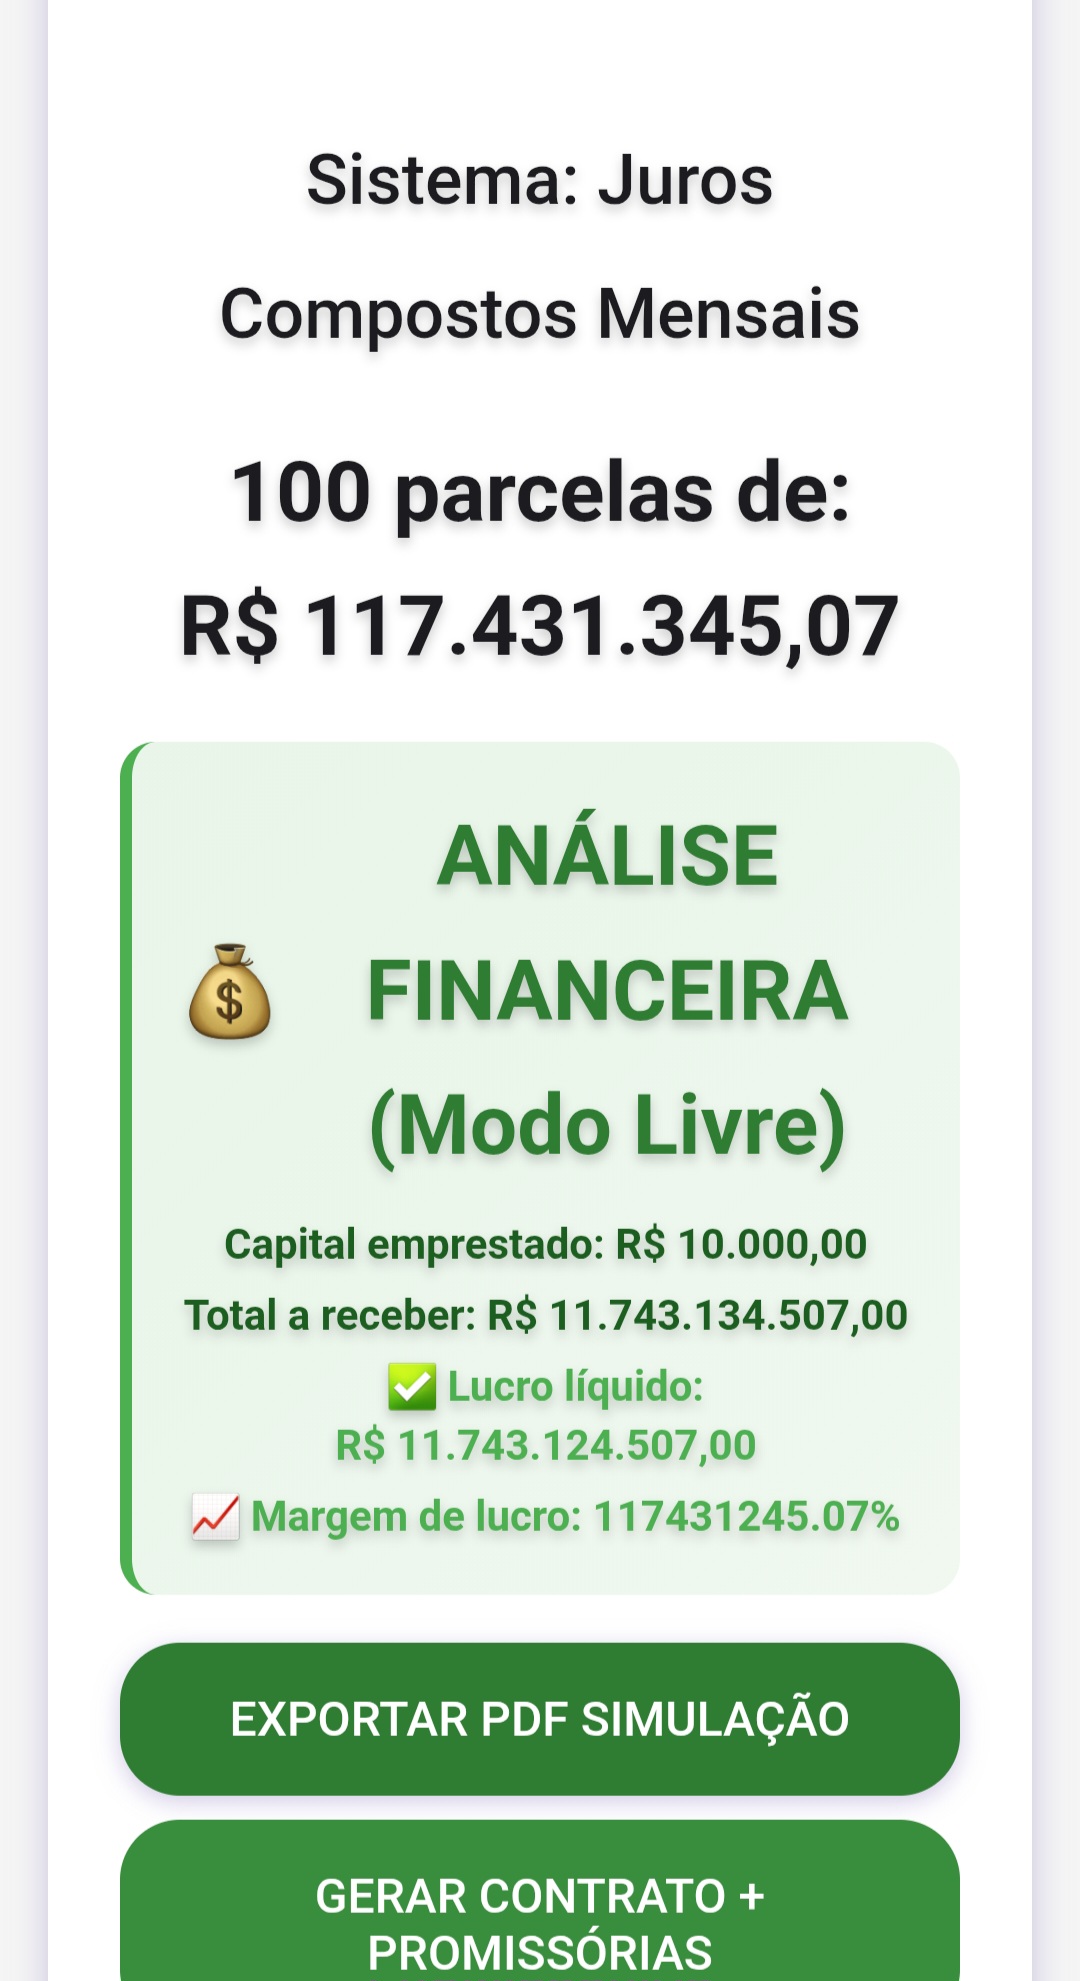 Sistema: Juros
Compostos Mensais
100 parcelas de:
R$ 117.431.345,07
ANÁLISE
FINANCEIRA
(Modo Livre)
Capital emprestado: R$ 10.000,00
Total a receber: R$ 11.743.134.507,00
✅ Lucro líquido:
R$ 11.743.124.507,00
📈 Margem de lucro: 117431245.07%
EXPORTAR PDF SIMULAÇÃO
GERAR CONTRATO +
PROMISSÓRIAS